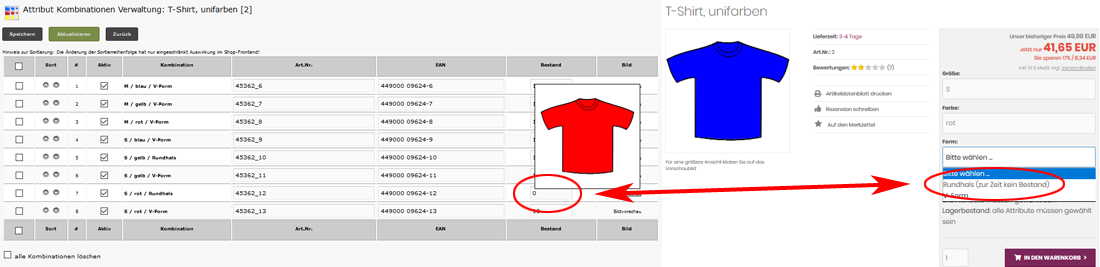 Attribut Kombinationen Verwaltung: T-Shirt, unifarben [2]
Speichern Aktualisieren Zurück
Hinweis zur Sortierung: Die Änderung der Sortierreihenfolge hat nur eingeschränkt Auswirkung im Shop-Frontend!
Sort # Aktiv Kombination Art.Nr. EAN Bestand Bild
1 M / blau / V-Form 45362_6 449000 09624-6
2 M / gelb / V-Form 45362_7 449000 09624-7
3 M / rot / V-Form 45362_8 449000 09624-8
4 S / blau / V-Form 45362_9 449000 09624-9
5 S / gelb / Rundhals 45362_10 449000 09624-10
6 S / gelb / V-Form 45362_11 449000 09624-11
7 S / rot / Rundhals 45362_12 449000 09624-12 0
8 S / rot / V-Form 45362_13 449000 09624-13 Bildvorschau
Sort # Aktiv Kombination Art.Nr. EAN Bestand Bild
alle Kombinationen löschen
T-Shirt, unifarben
Für eine größere Ansicht klicken Sie auf das
Vorschaubild
Lieferzeit: 3-4 Tage
Art.Nr.: 2
Bewertungen: (7)
Artikeldatenblatt drucken
Rezension schreiben
Auf den Merkzettel
Unser bisheriger Preis 49,99 EUR
Jetzt nur 41,65 EUR
Sie sparen 17% / 8,34 EUR
inkl. 19 % MwSt. zzgl. Versandkosten
Größe:
S
Farbe:
rot
Form:
Bitte wählen ...
Bitte wählen ...
Rundhals (zur Zeit kein Bestand)
V-Form
Lagerbestand: alle Attribute müssen gewählt
sein
1 IN DEN WARENKORB